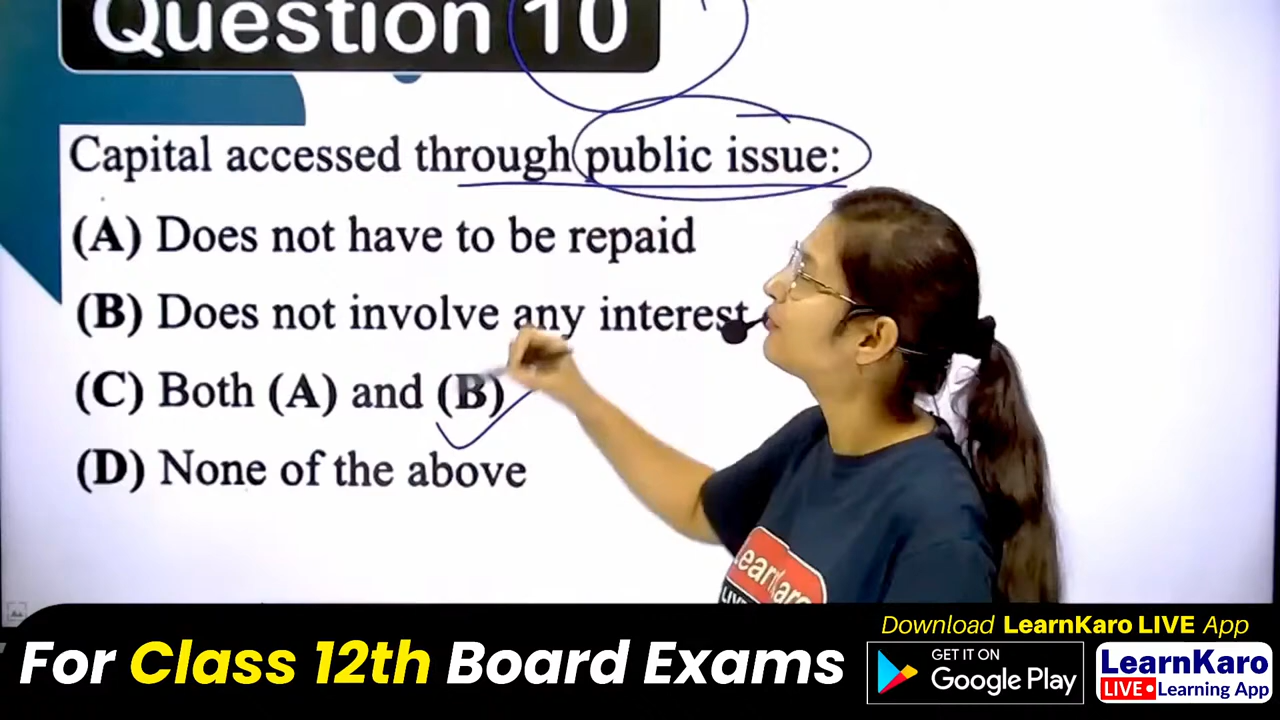 Question 10
Capital accessed through public issue:
(A) Does not have to be repaid
(B) Does not involve any interest
(C) Both (A) and (B)
(D) None of the above
LearnKaro
For Class 12th Board Exams
Download LearnKaro LIVE App
GET IT ON
Google Play
LearnKaro
LIVE Learning App